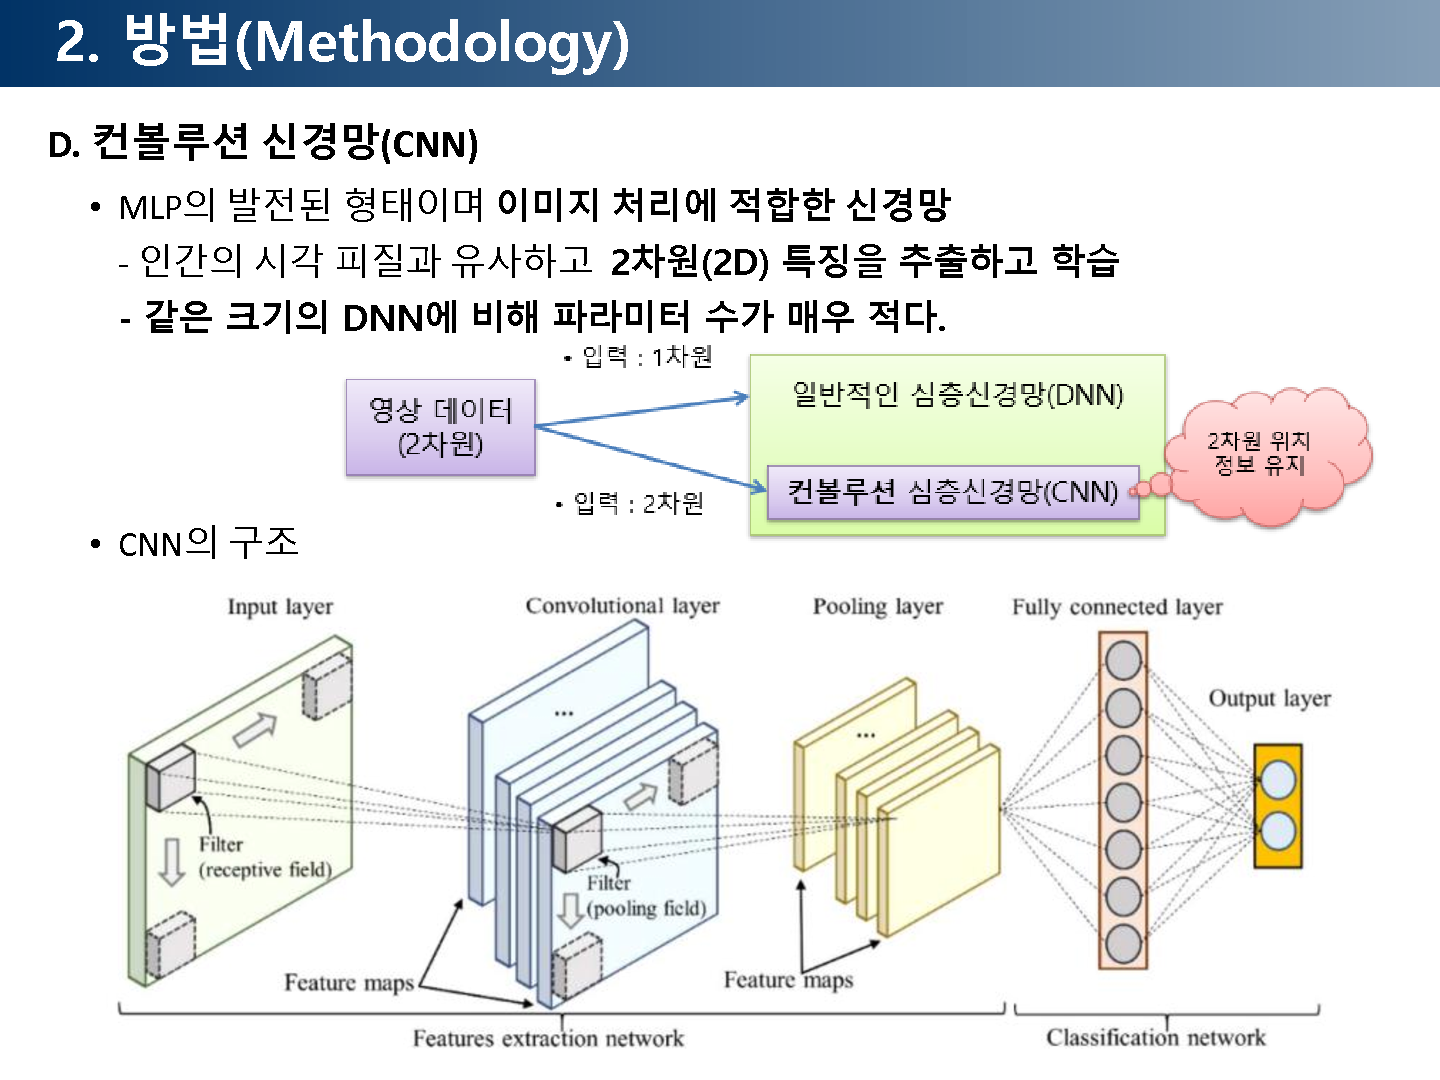 2. 방법(Methodology)
D. 컨볼루션 신경망(CNN)
• MLP의 발전된 형태이며 이미지 처리에 적합한 신경망
- 인간의 시각 피질과 유사하고 2차원(2D) 특징을 추출하고 학습
- 같은 크기의 DNN에 비해 파라미터 수가 매우 적다.
• 입력 : 1차원
영상 데이터
(2차원)
일반적인 심층신경망(DNN)
2차원 위치
정보 유지
컨볼루션 심층신경망(CNN)
• 입력 : 2차원
• CNN의 구조
Input layer
Convolutional layer
Pooling layer
Fully connected layer
Output layer
...
...
Filter
(receptive field)
Filter
(pooling field)
Feature maps
Feature maps
Features extraction network
Classification network